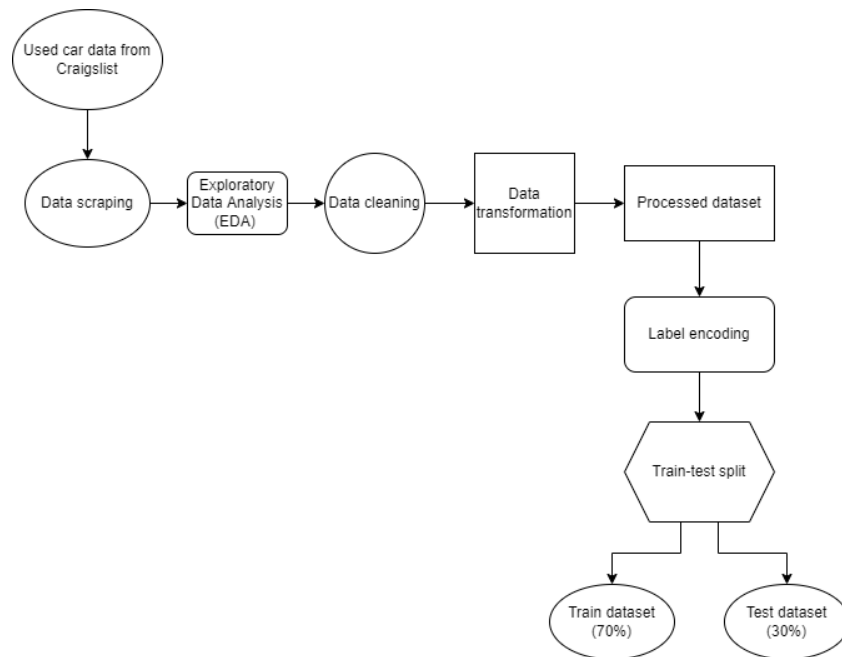 Used car data from
Craigslist
Data scraping
Exploratory
Data Analysis
(EDA)
Data cleaning
Data
transformation
Processed dataset
Label encoding
Train-test split
Train dataset
(70%)
Test dataset
(30%)